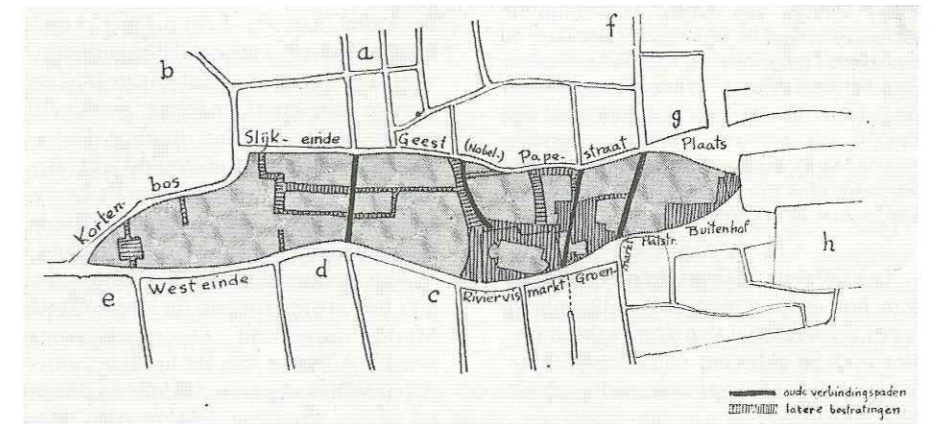 f
a
b
g
Slijk- einde
Geest
(Nobel-)
Pape-
straat
Plaats
Korten-
bos
Buitenhof
Platstr.
markt
h
e
West einde
d
c
Riviervis
markt
Groen-
oude verbindingspaden
latere bestratingen